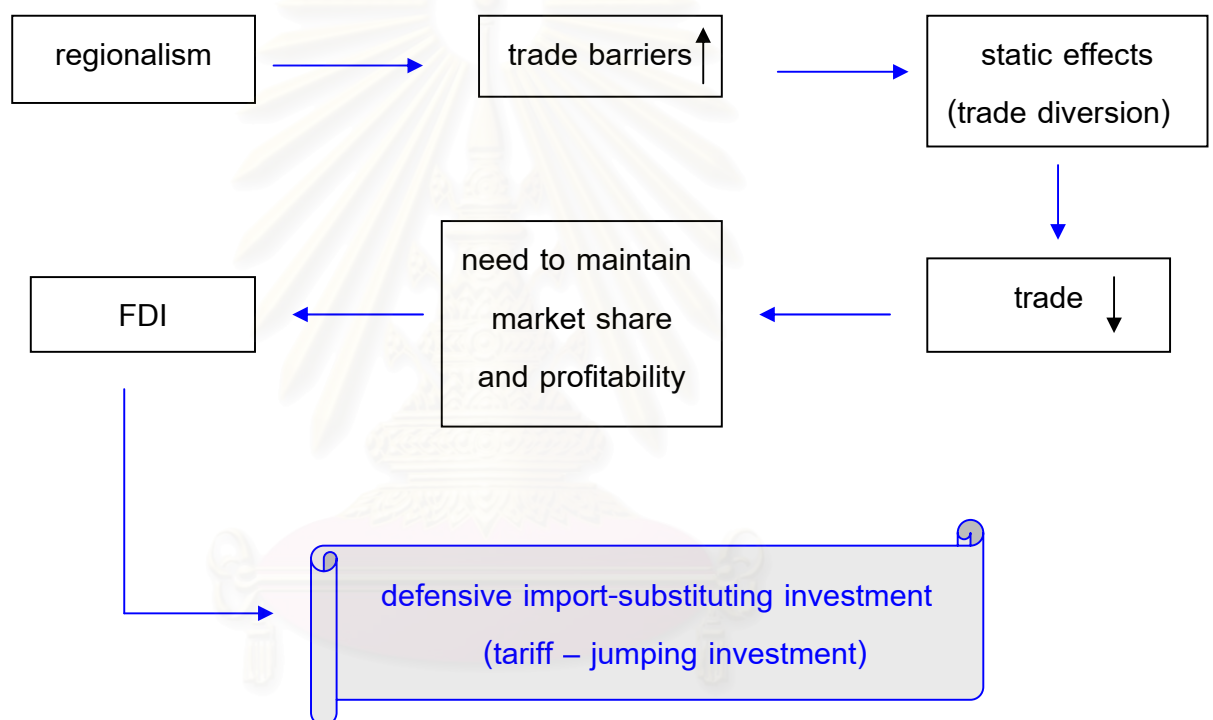 regionalism
trade barriers
static effects
(trade diversion)
trade
need to maintain
market share
and profitability
FDI
defensive import-substituting investment
(tariff – jumping investment)